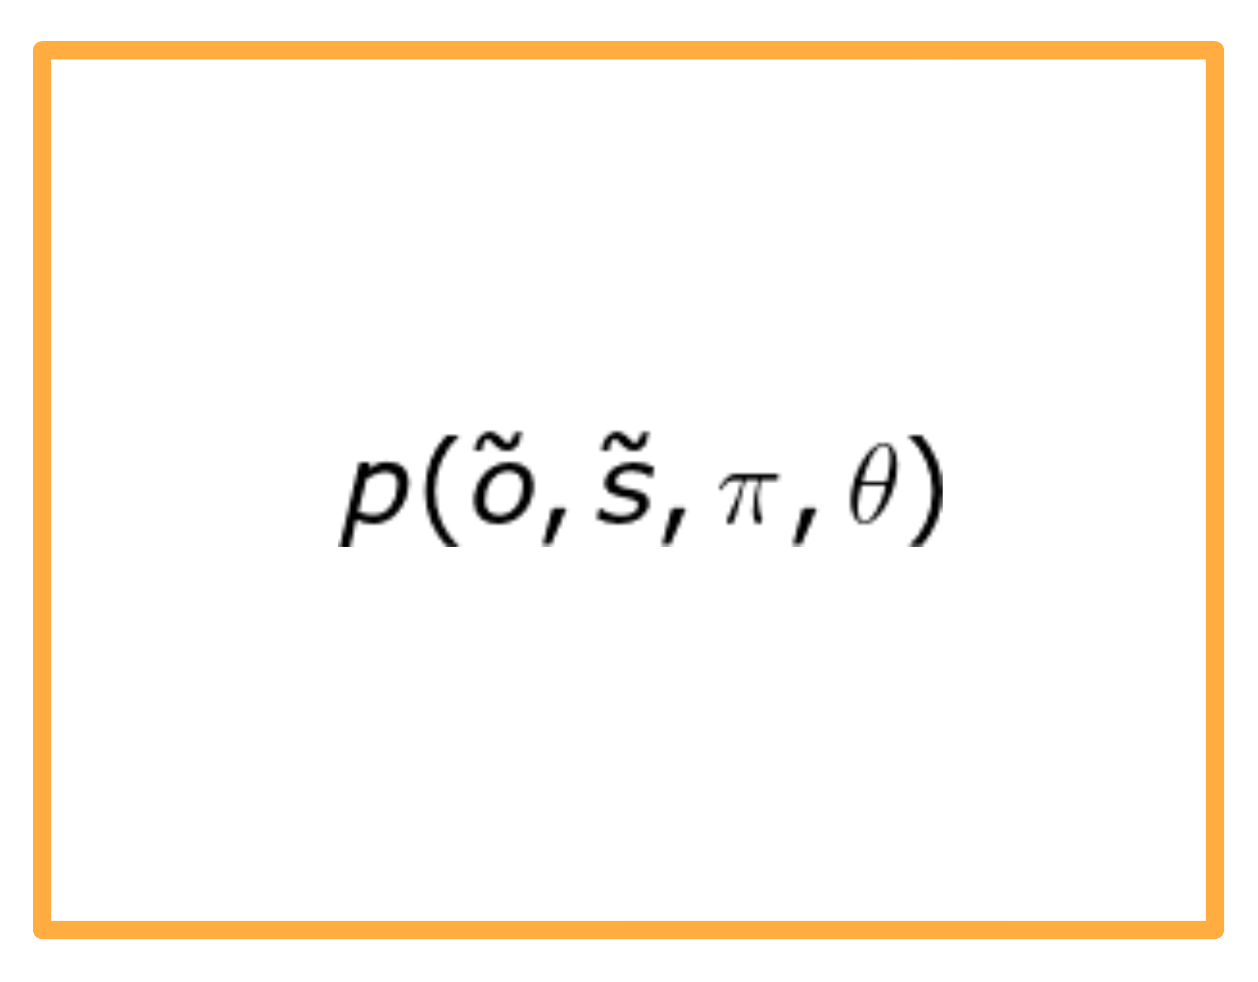 p(õ, s̃, π, θ)